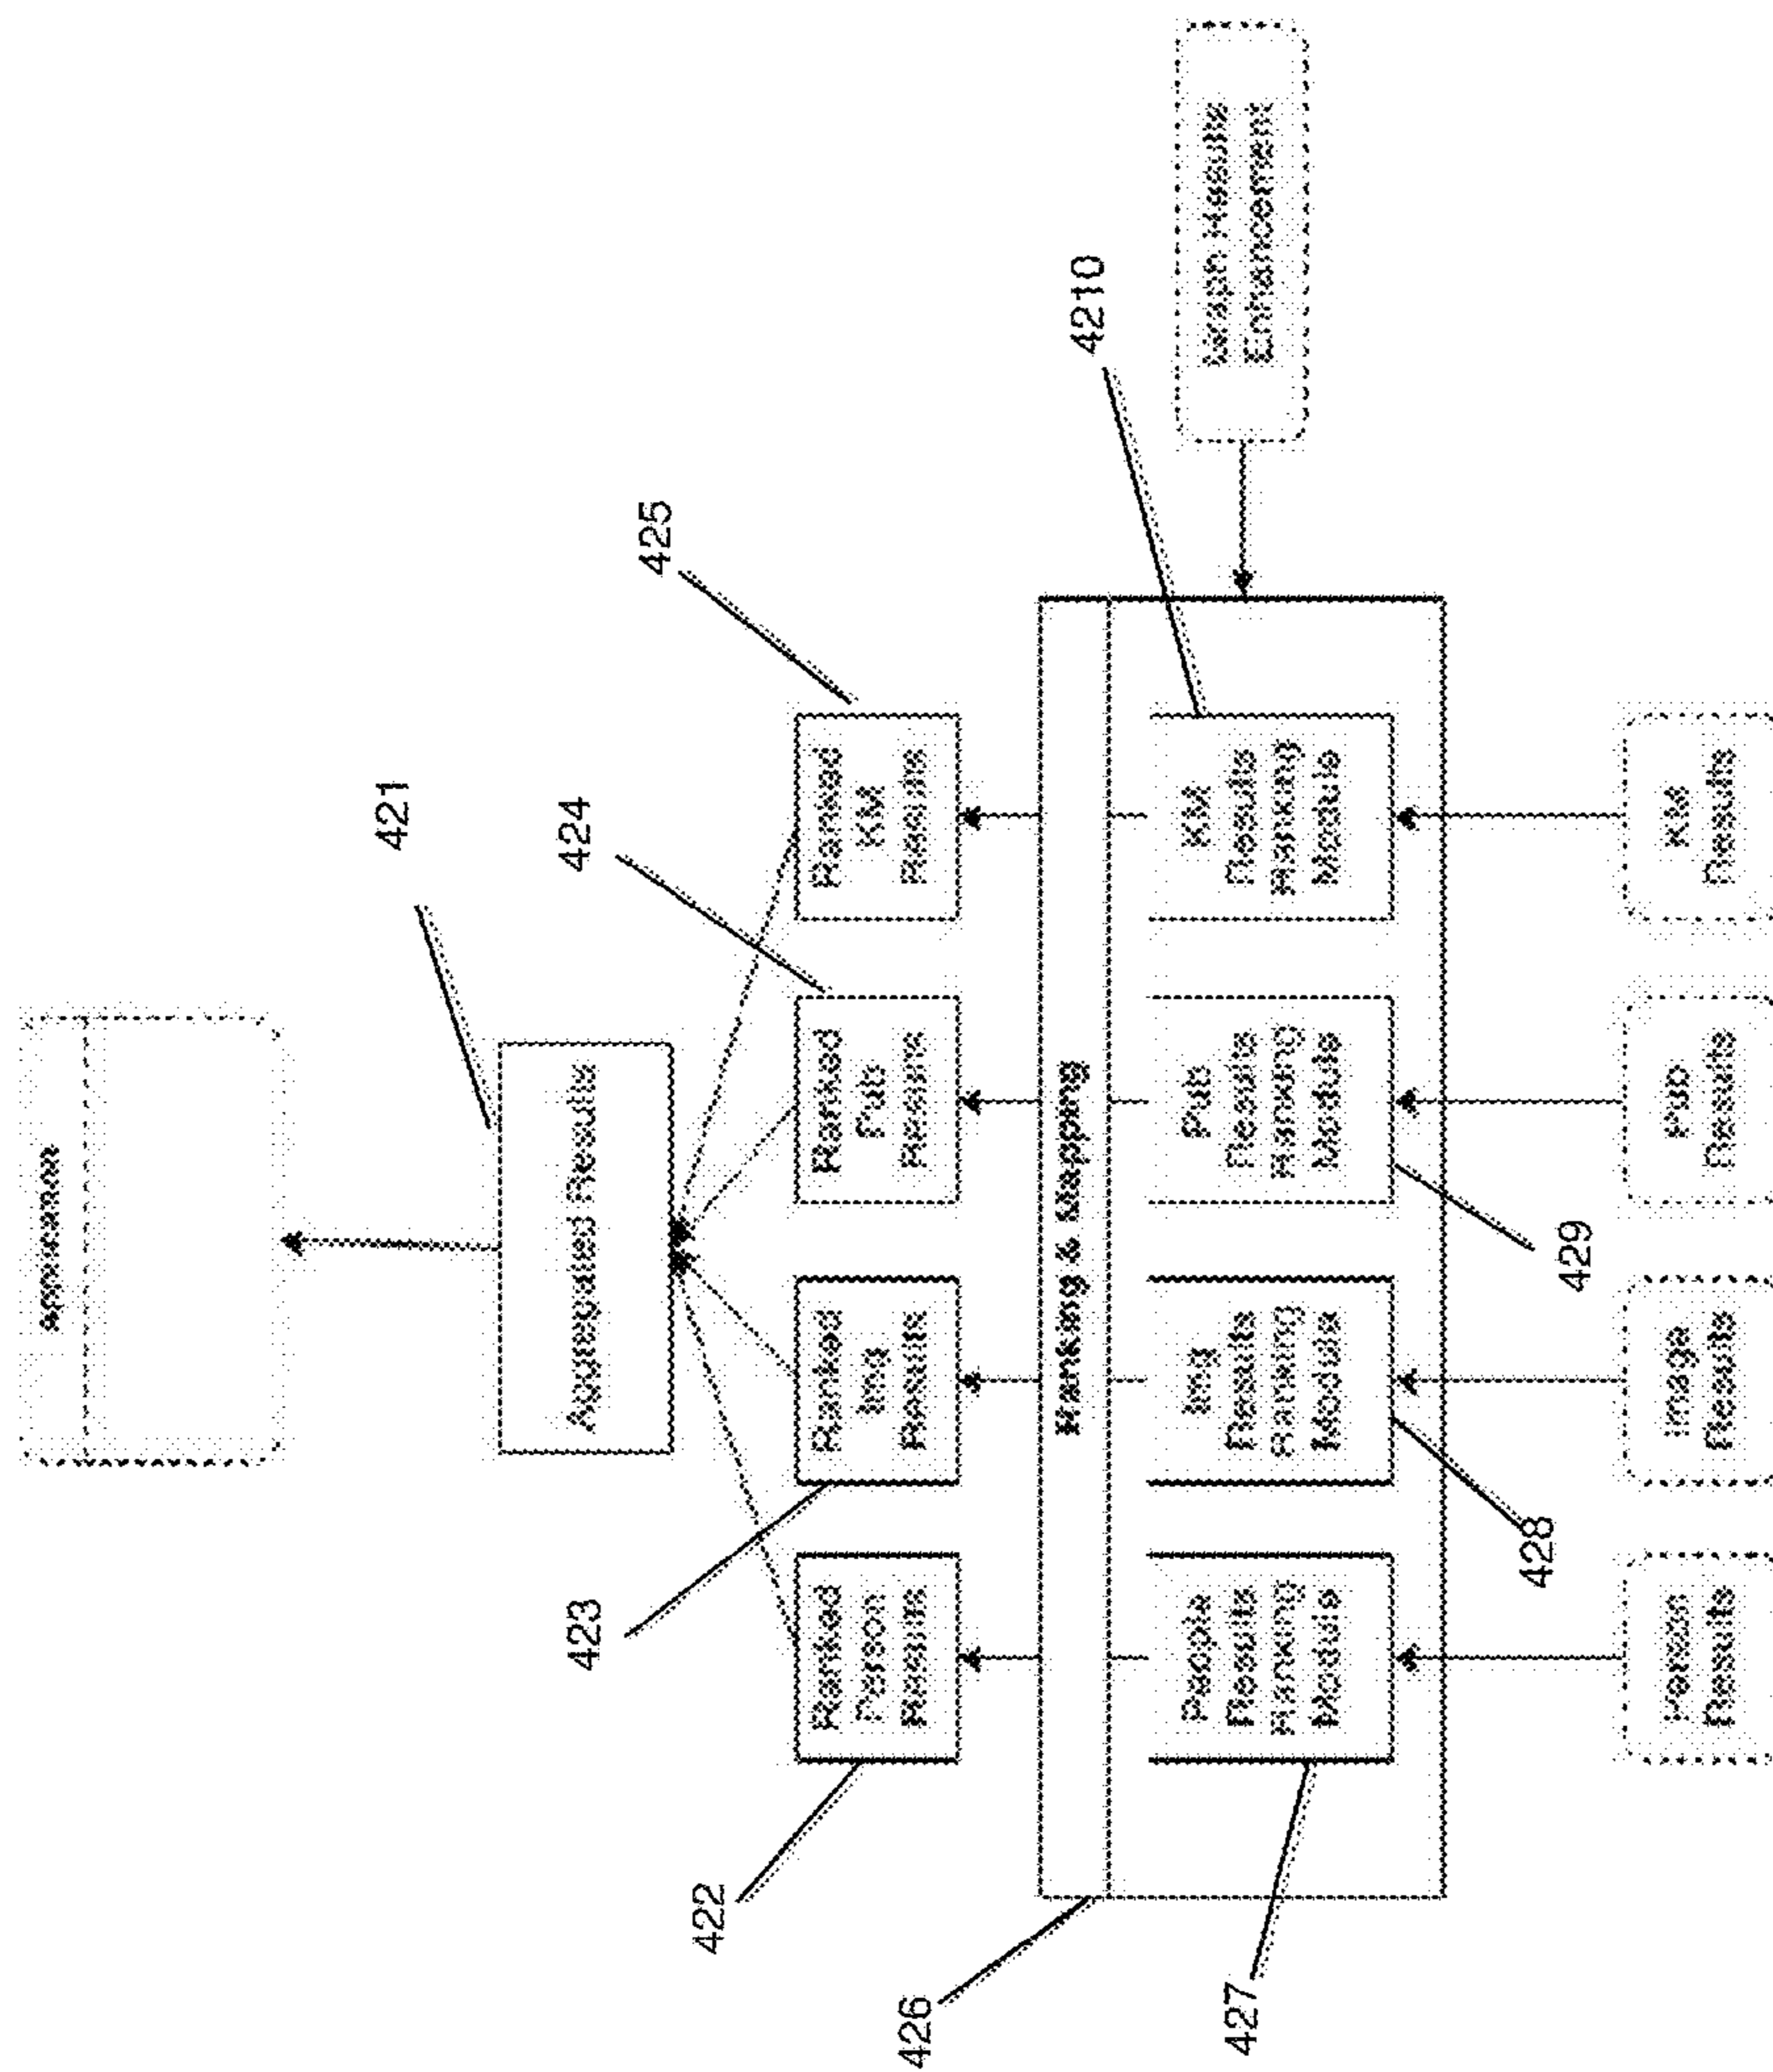 Application
421
Aggregated Results
423
424
425
422
Ranked
Person
Results
Ranked
Img
Results
Ranked
Pub
Results
Ranked
KM
Results
426
Ranking & Mapping
4210
People
Results
Ranking
Module
Img
Results
Ranking
Module
Pub
Results
Ranking
Module
KM
Results
Ranking
Module
Graph Results
Enhancement
427
428
429
Person
Results
Image
Results
Pub
Results
KM
Results